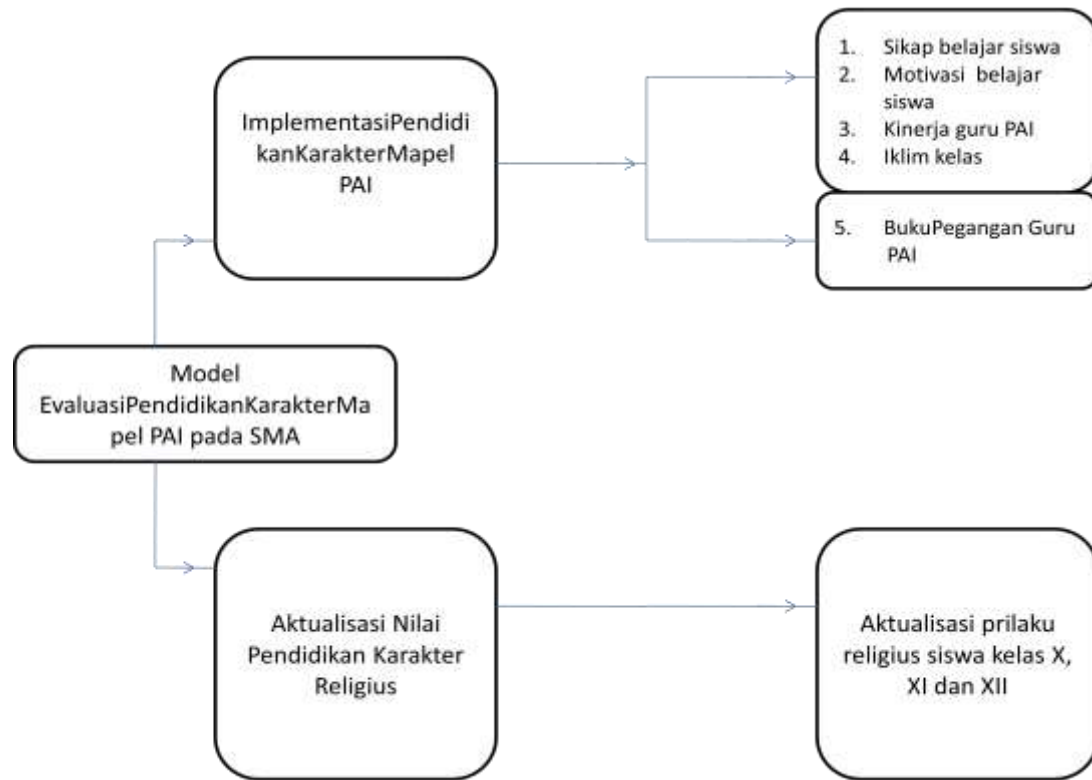 ImplementasiPendidi
kanKarakterMapel
PAI
1. Sikap belajar siswa
2. Motivasi belajar
siswa
3. Kinerja guru PAI
4. Iklim kelas
5. BukuPegangan Guru
PAI
Model
EvaluasiPendidikanKarakterMa
pel PAI pada SMA
Aktualisasi Nilai
Pendidikan Karakter
Religius
Aktualisasi prilaku
religius siswa kelas X,
XI dan XII